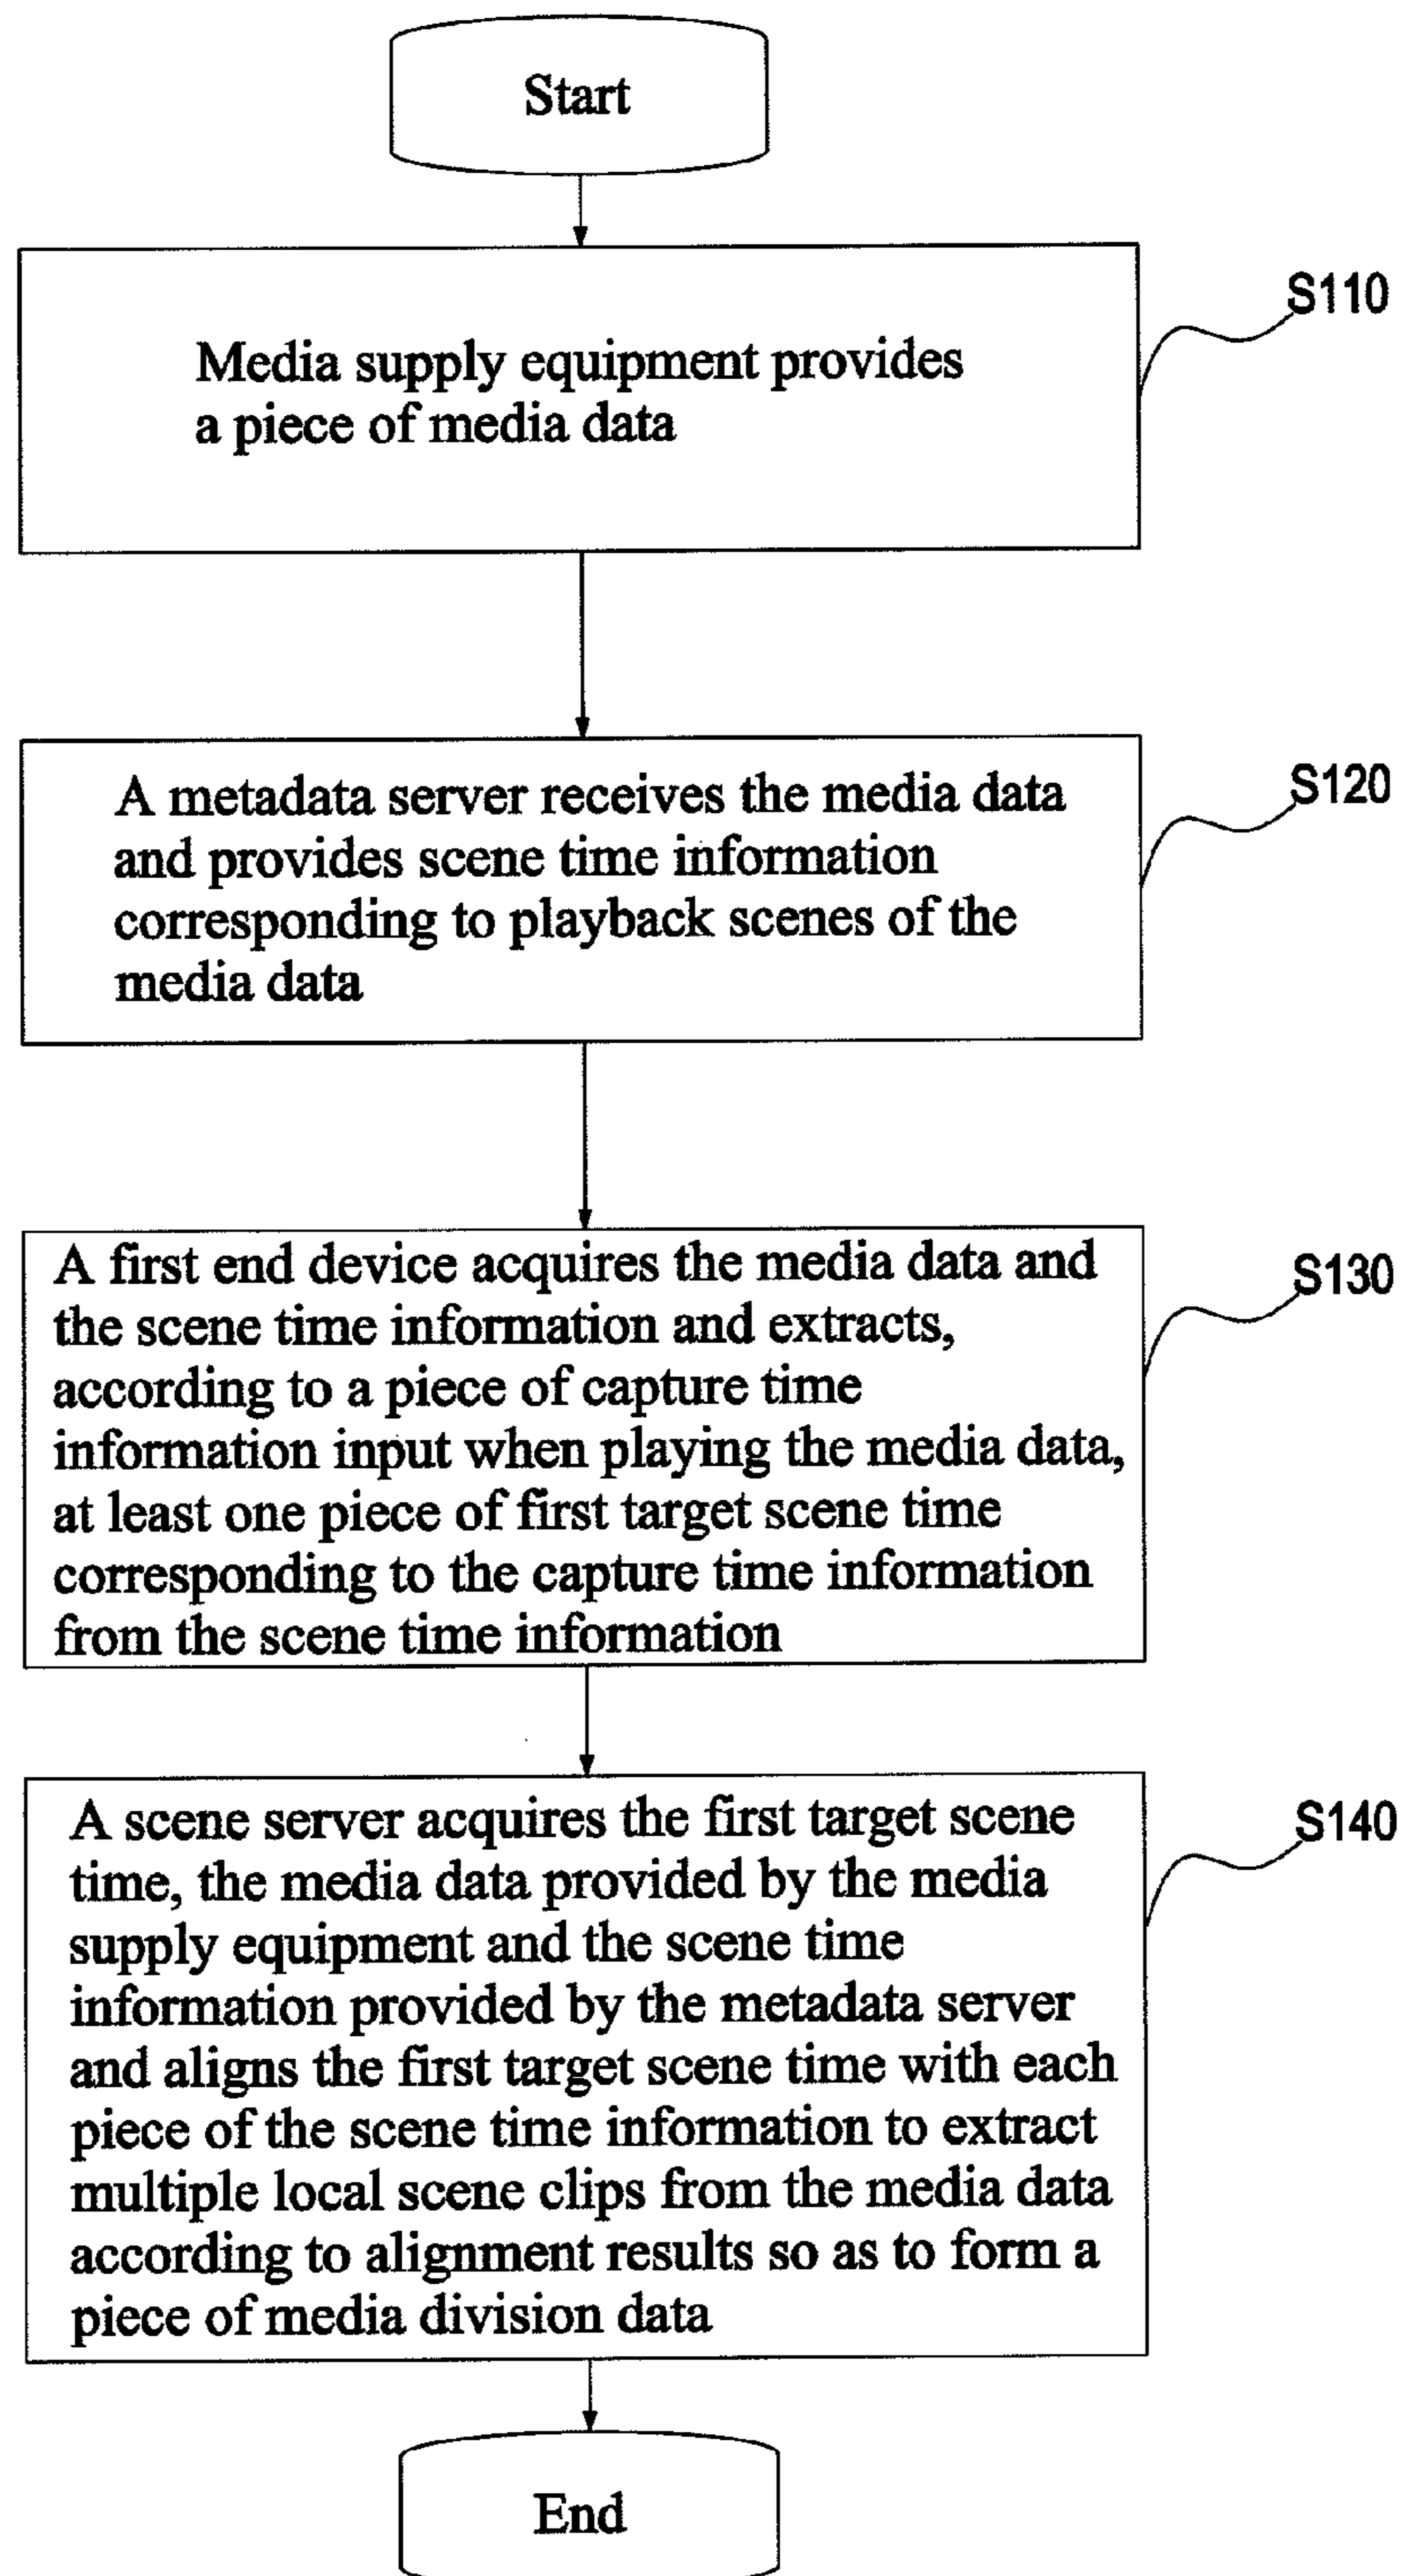 Start
S110
Media supply equipment provides
a piece of media data
S120
A metadata server receives the media data
and provides scene time information
corresponding to playback scenes of the
media data
S130
A first end device acquires the media data and
the scene time information and extracts,
according to a piece of capture time
information input when playing the media data,
at least one piece of first target scene time
corresponding to the capture time information
from the scene time information
S140
A scene server acquires the first target scene
time, the media data provided by the media
supply equipment and the scene time
information provided by the metadata server
and aligns the first target scene time with each
piece of the scene time information to extract
multiple local scene clips from the media data
according to alignment results so as to form a
piece of media division data
End